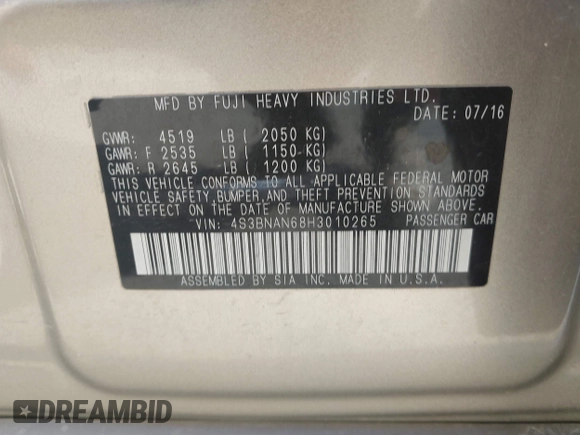 MFD BY FUJI HEAVY INDUSTRIES LTD.
DATE: 07/16
GVWR: 4519 LB ( 2050 KG)
GAWR: F 2535 LB ( 1150 KG)
GAWR: R 2645 LB ( 1200 KG)
THIS VEHICLE CONFORMS TO ALL APPLICABLE FEDERAL MOTOR
VEHICLE SAFETY,BUMPER, AND THEFT PREVENTION STANDARDS
IN EFFECT ON THE DATE OF MANUFACTURE SHOWN ABOVE.
VIN: 4S3BNAN68H3010265 PASSENGER CAR
ASSEMBLED BY SIA INC. MADE IN U.S.A.
DREAMBID